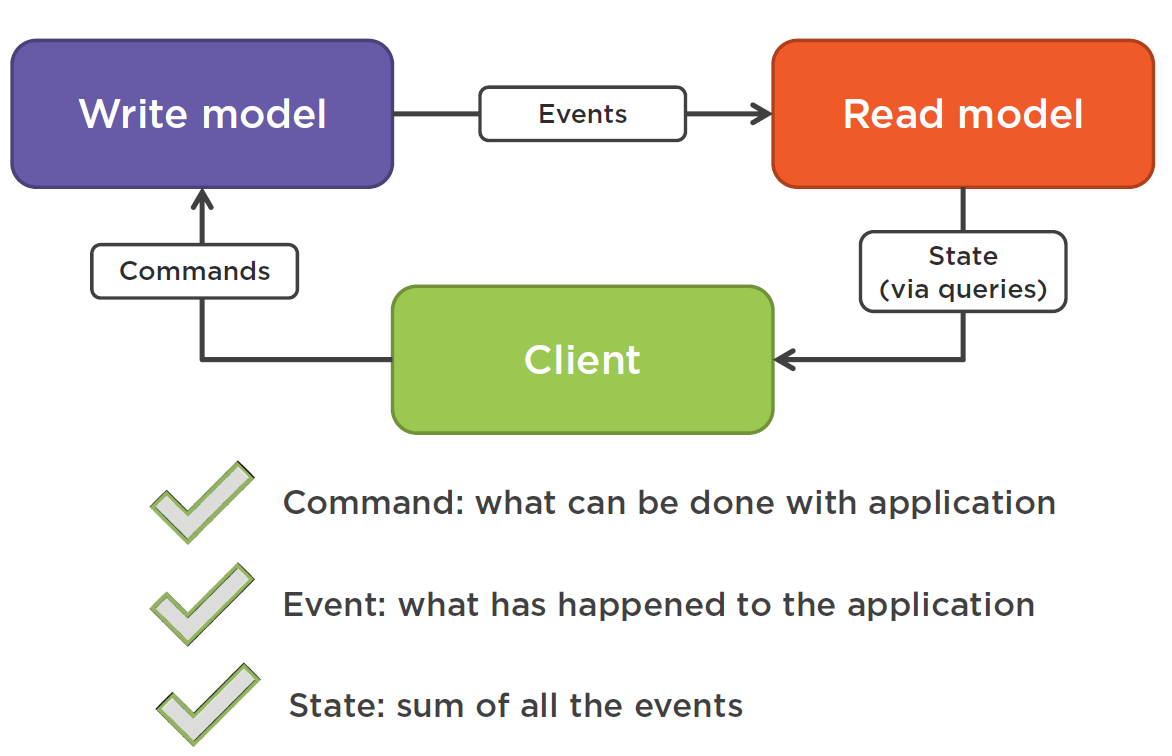 Write model
Events
Read model
Commands
State
(via queries)
Client
Command: what can be done with application
Event: what has happened to the application
State: sum of all the events